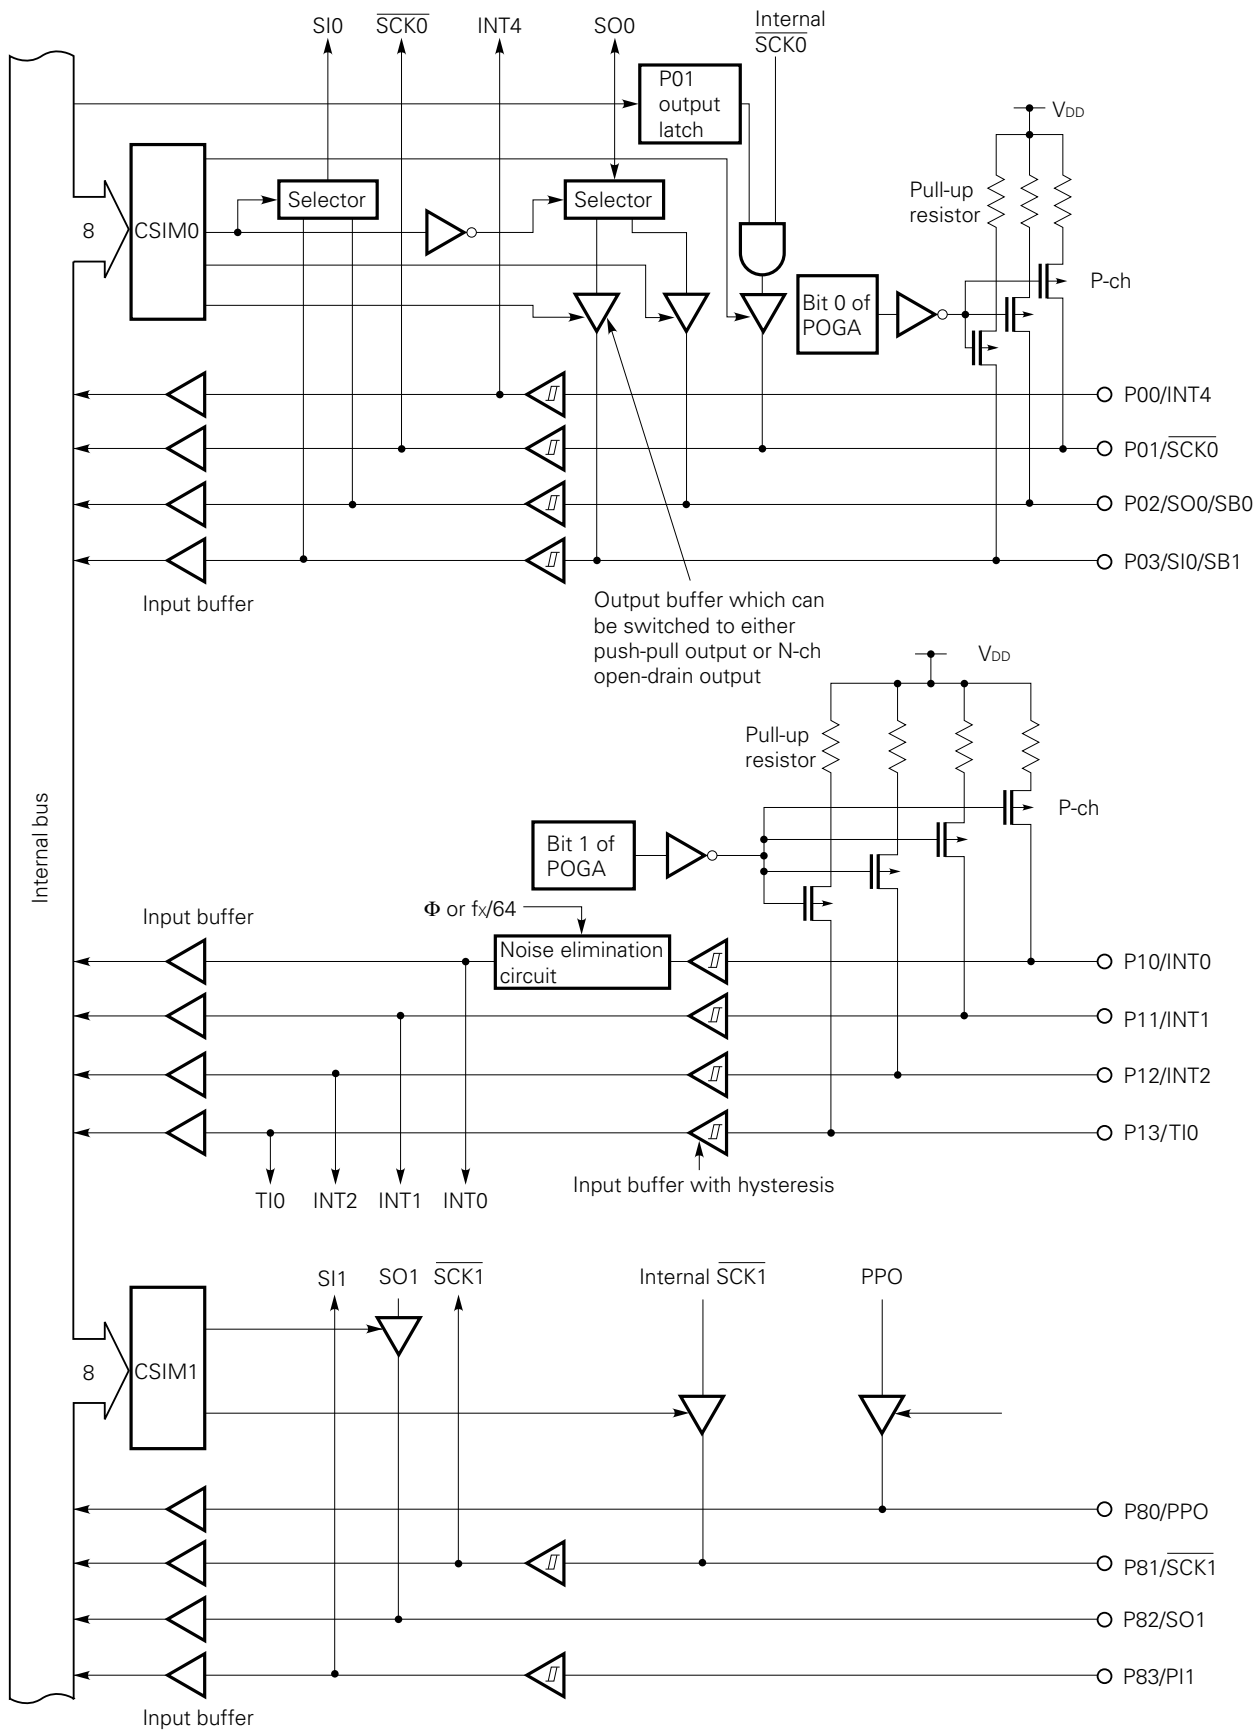 SI0
SCK0
INT4
SO0
Internal
SCK0
P01
output
latch
VDD
Pull-up
resistor
Selector
Selector
8
CSIM0
P-ch
Bit 0 of
POGA
P00/INT4
P01/SCK0
P02/SO0/SB0
P03/SI0/SB1
Input buffer
Output buffer which can
be switched to either
push-pull output or N-ch
open-drain output
VDD
Pull-up
resistor
P-ch
Internal bus
Bit 1 of
POGA
Input buffer
Φ or fX/64
Noise elimination
circuit
P10/INT0
P11/INT1
P12/INT2
P13/TI0
Input buffer with hysteresis
TI0
INT2
INT1
INT0
SI1
SO1
SCK1
Internal SCK1
PPO
8
CSIM1
P80/PPO
P81/SCK1
P82/SO1
P83/PI1
Input buffer